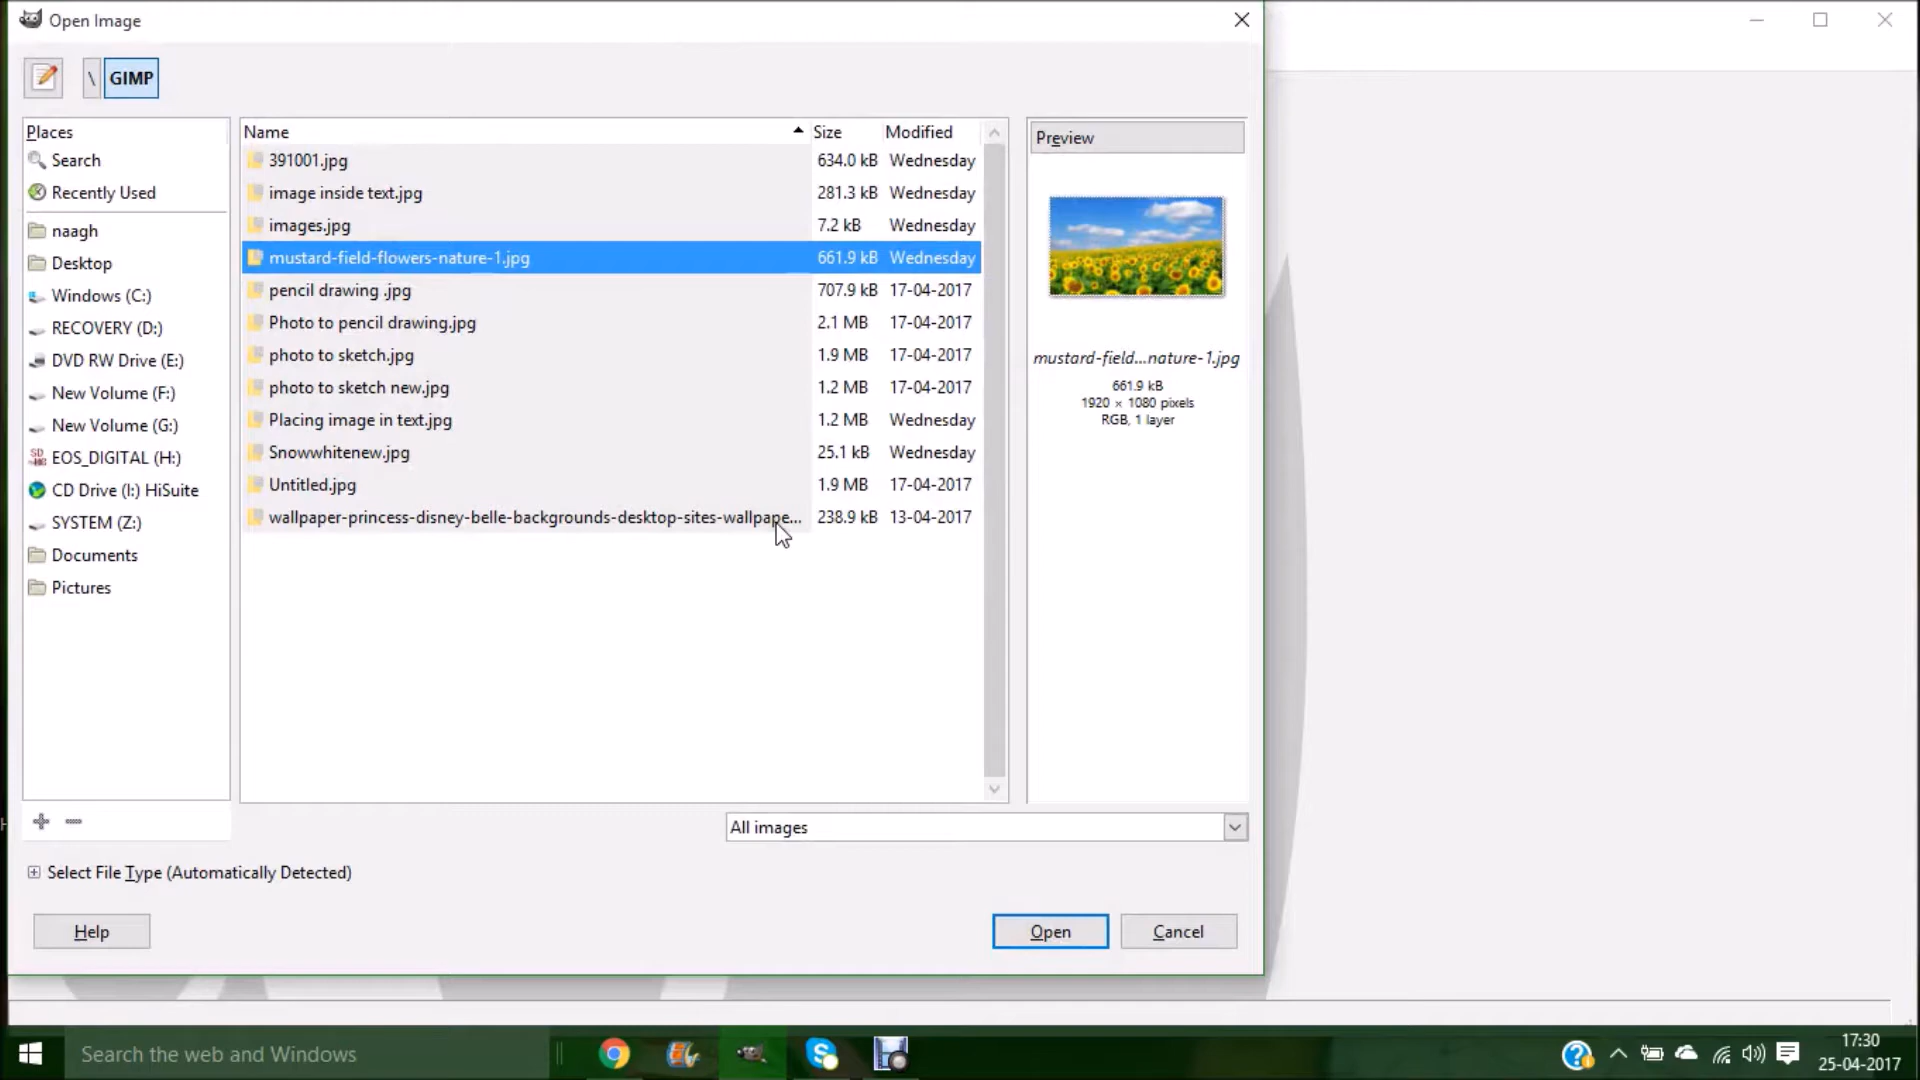 Open Image
\ GIMP
Places
Search
Recently Used
naagh
Desktop
Windows (C:)
RECOVERY (D:)
DVD RW Drive (E:)
New Volume (F:)
New Volume (G:)
EOS_DIGITAL (H:)
CD Drive (I:) HiSuite
SYSTEM (Z:)
Documents
Pictures
Name Size Modified
391001.jpg 634.0 kB Wednesday
image inside text.jpg 281.3 kB Wednesday
images.jpg 7.2 kB Wednesday
mustard-field-flowers-nature-1.jpg 661.9 kB Wednesday
pencil drawing .jpg 707.9 kB 17-04-2017
Photo to pencil drawing.jpg 2.1 MB 17-04-2017
photo to sketch.jpg 1.9 MB 17-04-2017
photo to sketch new.jpg 1.2 MB 17-04-2017
Placing image in text.jpg 1.2 MB Wednesday
Snowwhitenew.jpg 25.1 kB Wednesday
Untitled.jpg 1.9 MB 17-04-2017
wallpaper-princess-disney-belle-backgrounds-desktop-sites-wallpape... 238.9 kB 13-04-2017
Preview
mustard-field...nature-1.jpg
661.9 kB
1920 × 1080 pixels
RGB, 1 layer
All images
Select File Type (Automatically Detected)
Help Open Cancel
Search the web and Windows
17:30
25-04-2017